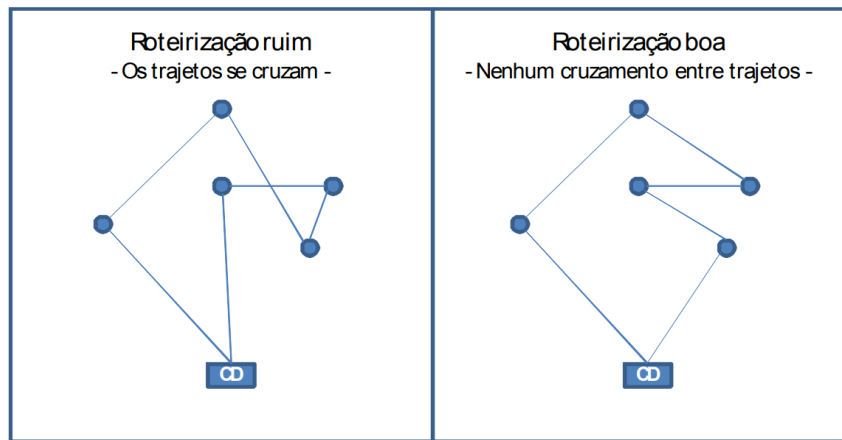 Roteirização ruim
- Os trajetos se cruzam -
CD
Roteirização boa
- Nenhum cruzamento entre trajetos -
CD